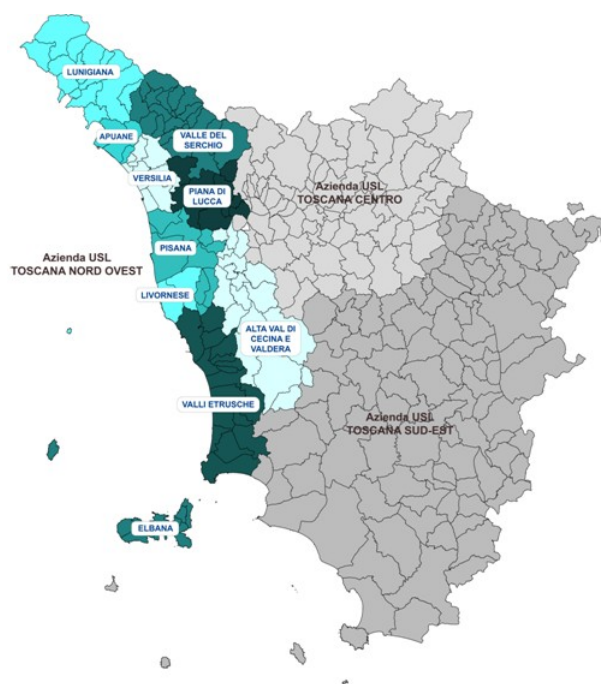 LUNIGIANA
APUANE
VALLE DEL
SERCHIO
VERSILIA
PIANA DI
LUCCA
Azienda USL
TOSCANA CENTRO
PISANA
Azienda USL
TOSCANA NORD OVEST
LIVORNESE
ALTA VAL DI
CECINA E
VALDERA
VALLI ETRUSCHE
Azienda USL
TOSCANA SUD-EST
ELBANA